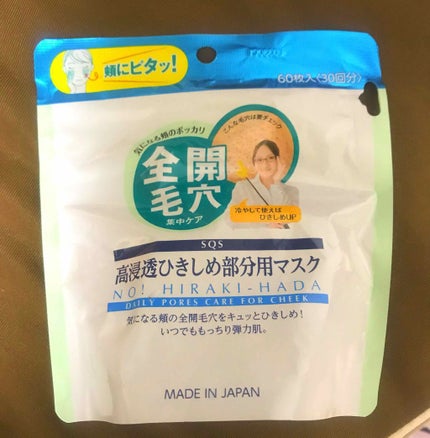 頬にピタッ!
60枚入(30回分)
気になる頬のポッカリ
こんな毛穴は要チェック
全開
毛穴
集中ケア
冷やして使えば
ひきしめUP
SQS
高浸透ひきしめ部分用マスク
NO! HIRAKI-HADA
DAILY PORES CARE FOR CHEEK
気になる頬の全開毛穴をキュッとひきしめ!
いつでももっちり弾力肌。
MADE IN JAPAN